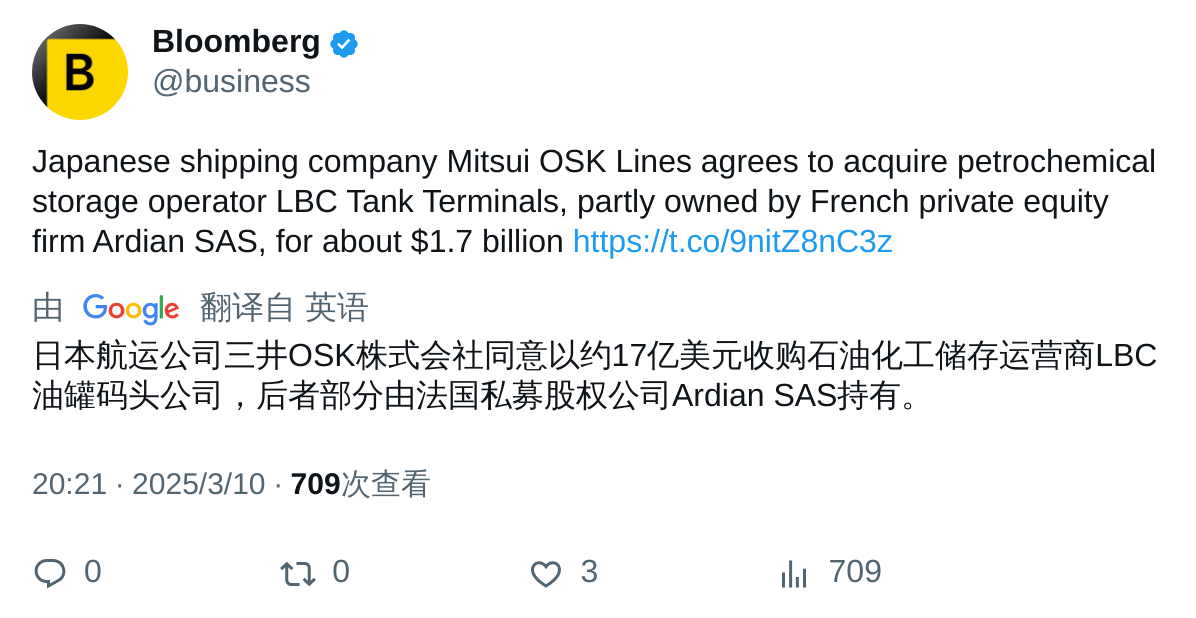 B
Bloomberg
@business
Japanese shipping company Mitsui OSK Lines agrees to acquire petrochemical
storage operator LBC Tank Terminals, partly owned by French private equity
firm Ardian SAS, for about $1.7 billion https://t.co/9nitZ8nC3z
由 Google 翻译自 英语
日本航运公司三井OSK株式会社同意以约17亿美元收购石油化工储存运营商LBC
油罐码头公司，后者部分由法国私募股权公司Ardian SAS持有。
20:21 · 2025/3/10 · 709次查看
0 0 3 709